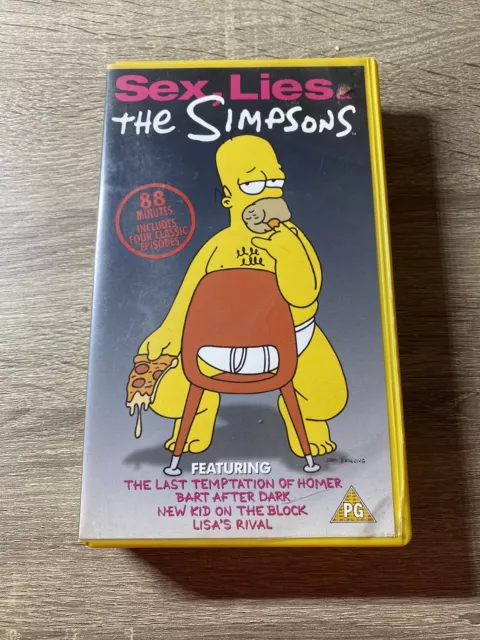 Sex, Lies &
THE SIMPSONS
TM
88
MINUTES
INCLUDES
FOUR CLASSIC
EPISODES
FEATURING
THE LAST TEMPTATION OF HOMER
BART AFTER DARK
NEW KID ON THE BLOCK
LISA'S RIVAL
PG